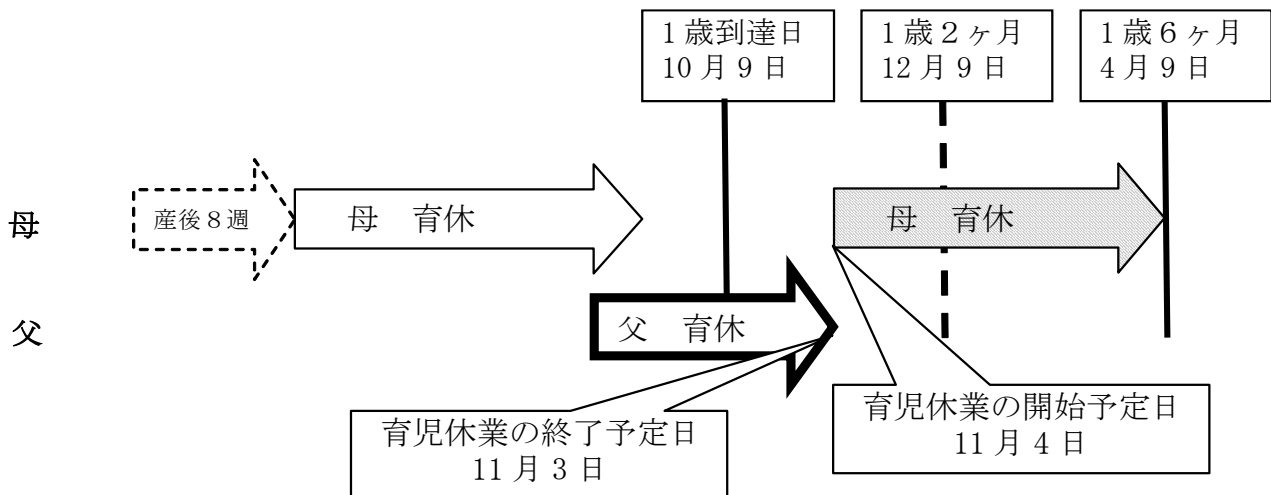 1歳到達日
10月9日
1歳2ヶ月
12月9日
1歳6ヶ月
4月9日
母
産後8週
母 育休
母 育休
父
父 育休
育児休業の終了予定日
11月3日
育児休業の開始予定日
11月4日